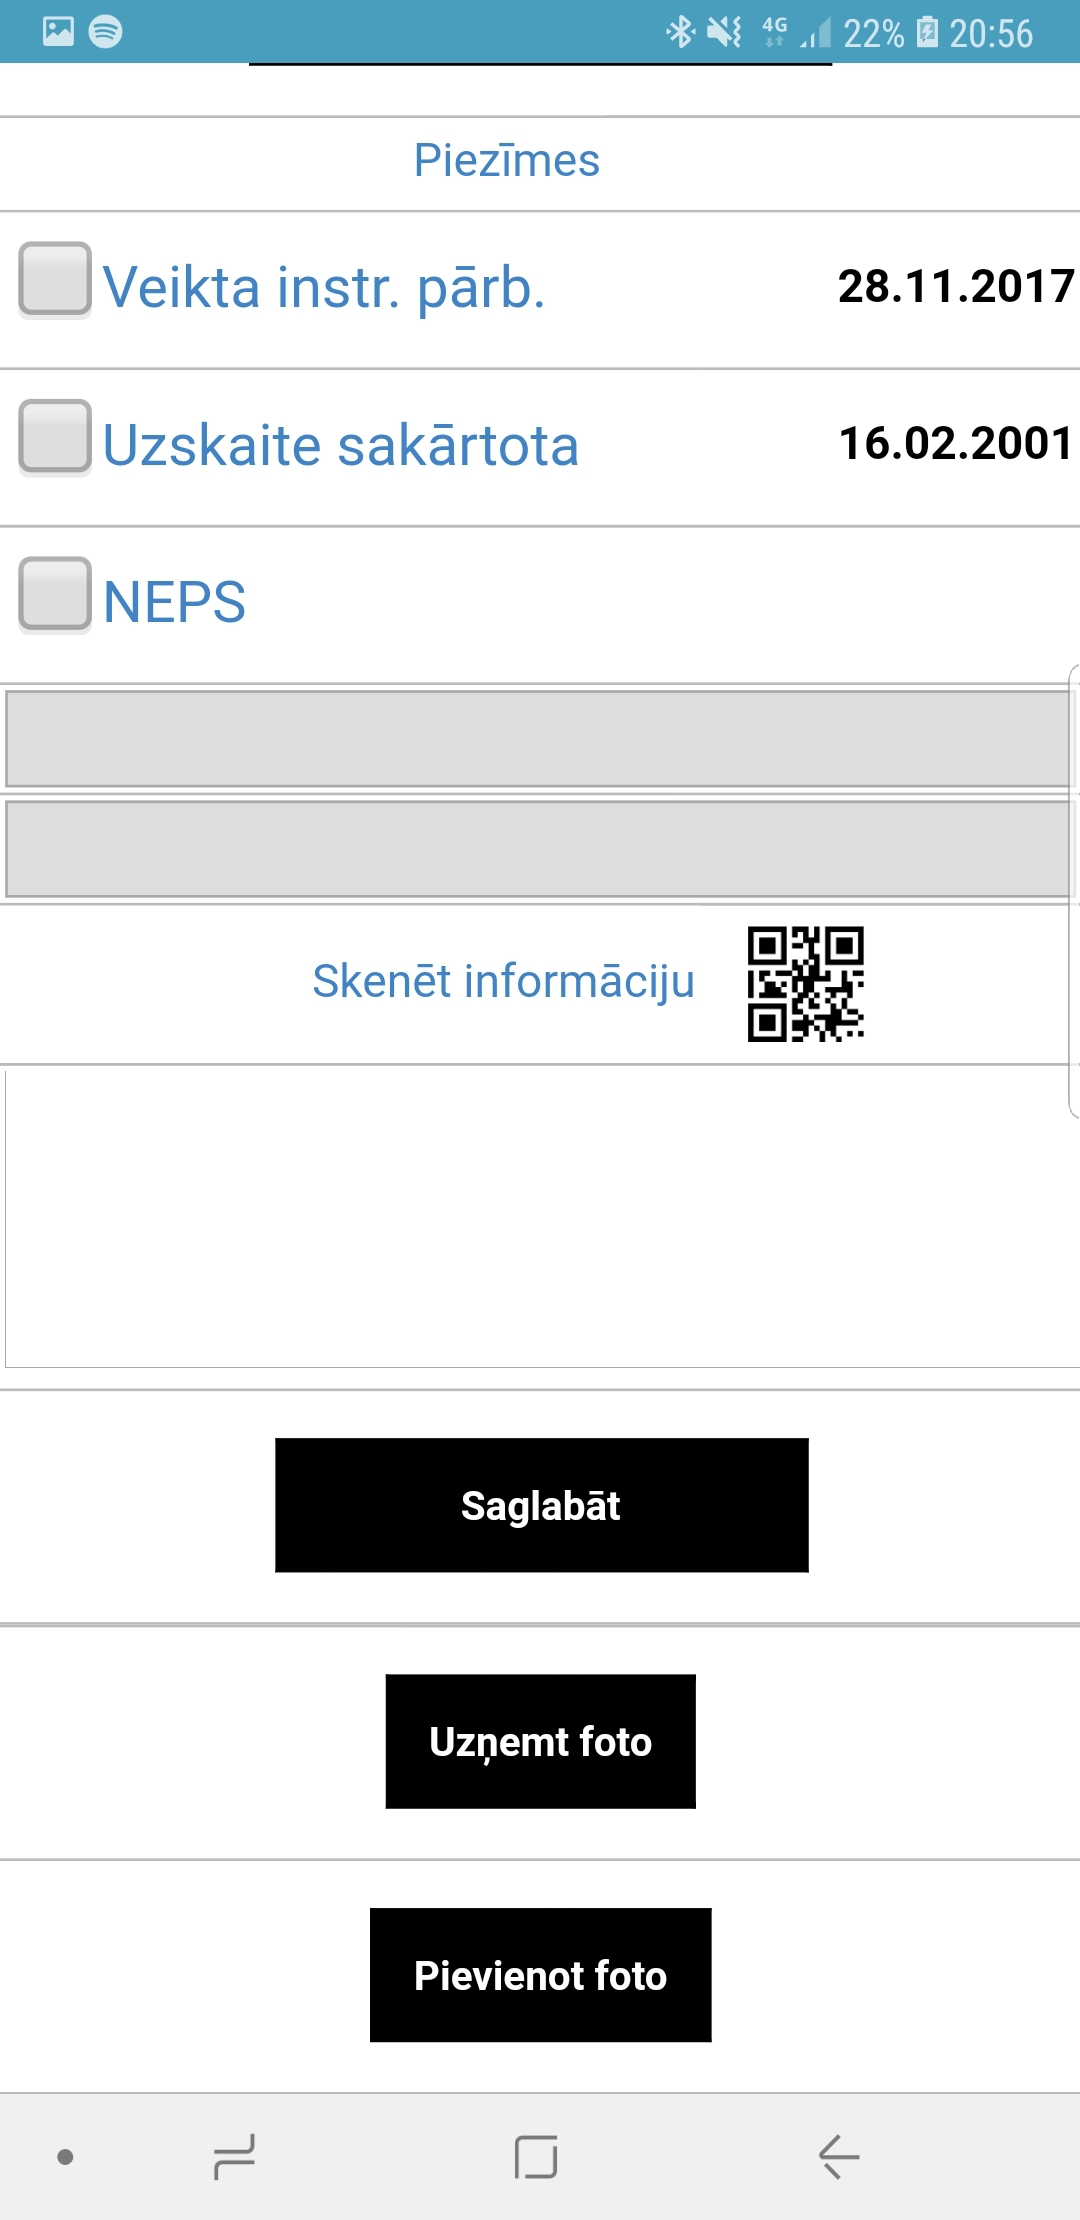 4G 22% 20:56
Piezīmes
Veikta instr. pārb. 28.11.2017
Uzskaite sakārtota 16.02.2001
NEPS
Skenēt informāciju
Saglabāt
Uzņemt foto
Pievienot foto